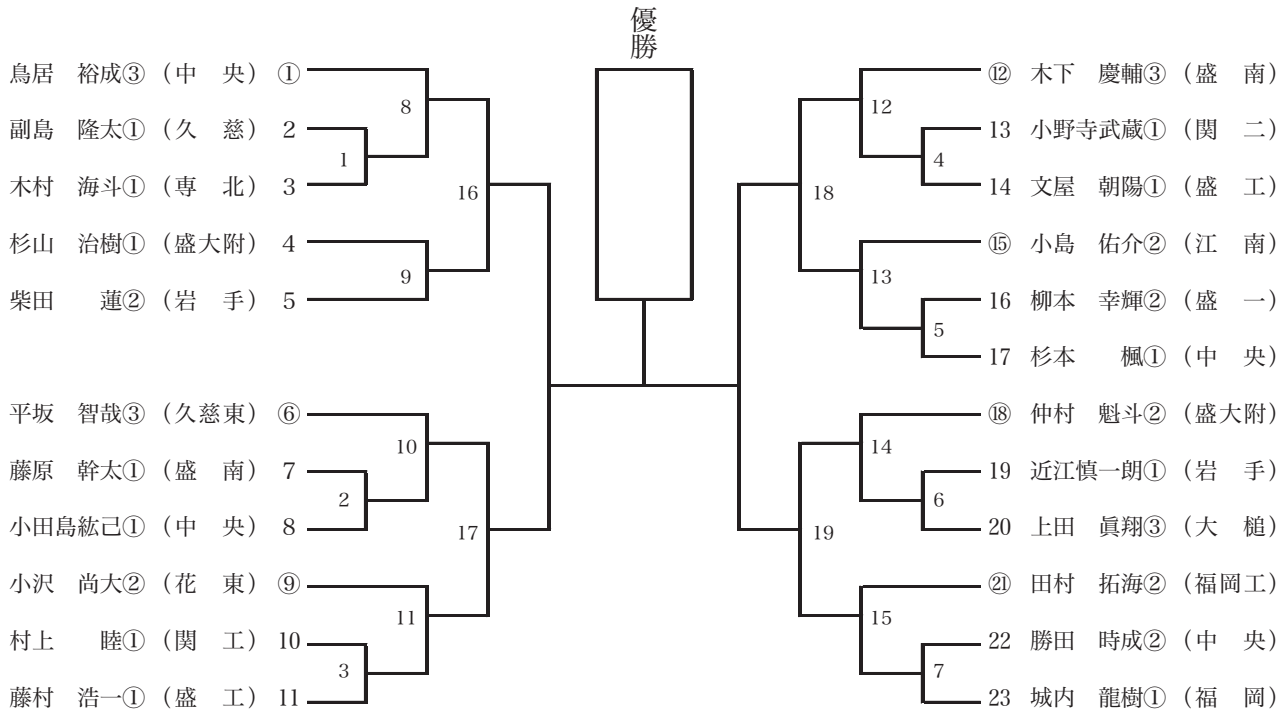 優勝
鳥居　裕成③（中　央）①
副島　隆太①（久　慈）2
木村　海斗①（専　北）3
杉山　治樹①（盛大附）4
柴田　　蓮②（岩　手）5
平坂　智哉③（久慈東）⑥
藤原　幹太①（盛　南）7
小田島紘己①（中　央）8
小沢　尚大②（花　東）⑨
村上　　睦①（関　工）10
藤村　浩一①（盛　工）11
8
1
16
9
10
2
17
11
3
⑫　木下　慶輔③（盛　南）
13　小野寺武蔵①（関　二）
14　文屋　朝陽①（盛　工）
⑮　小島　佑介②（江　南）
16　柳本　幸輝②（盛　一）
17　杉本　　楓①（中　央）
⑱　仲村　魁斗②（盛大附）
19　近江慎一朗①（岩　手）
20　上田　眞翔③（大　槌）
㉑　田村　拓海②（福岡工）
22　勝田　時成②（中　央）
23　城内　龍樹①（福　岡）
12
4
18
13
5
14
6
19
15
7